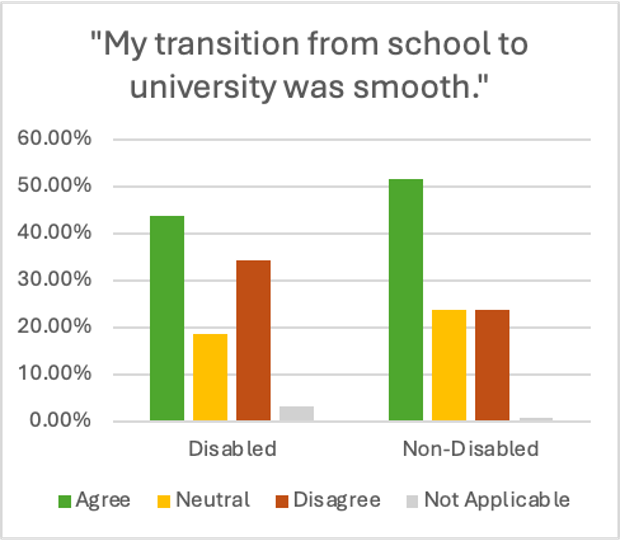 "My transition from school to
university was smooth."
60.00%
50.00%
40.00%
30.00%
20.00%
10.00%
0.00%
Disabled Non-Disabled
Agree Neutral Disagree Not Applicable